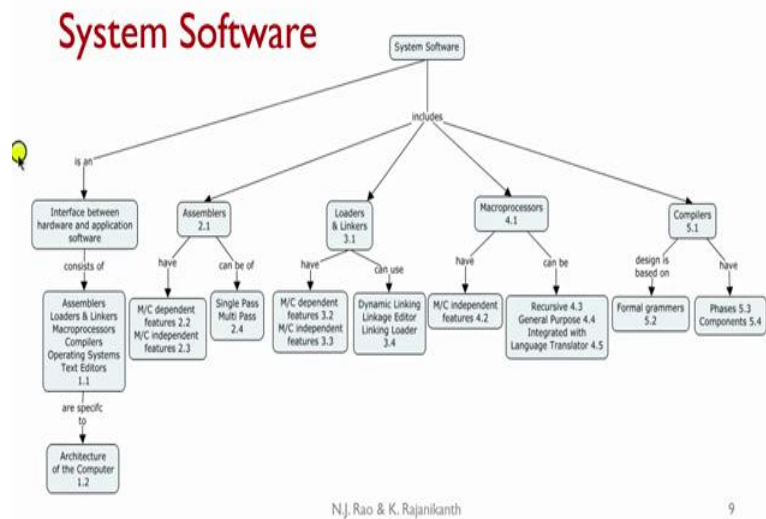 System Software
System Software
includes
is an
Interface between
hardware and application
software
consists of
Assemblers
Loaders & Linkers
Macroprocessors
Compilers
Operating Systems
Text Editors
1.1
are specifc
to
Architecture
of the Computer
1.2
Assemblers
2.1
have
can be of
M/C dependent
features 2.2
M/C independent
features 2.3
Single Pass
Multi Pass
2.4
Loaders
& Linkers
3.1
have
can use
M/C dependent
features 3.2
M/C independent
features 3.3
Dynamic Linking
Linkage Editor
Linking Loader
3.4
Macroprocessors
4.1
have
can be
M/C independent
features 4.2
Recursive 4.3
General Purpose 4.4
Integrated with
Language Translator 4.5
Compilers
5.1
design is
based on
have
Formal grammers
5.2
Phases 5.3
Components 5.4
N.J. Rao & K. Rajanikanth
9